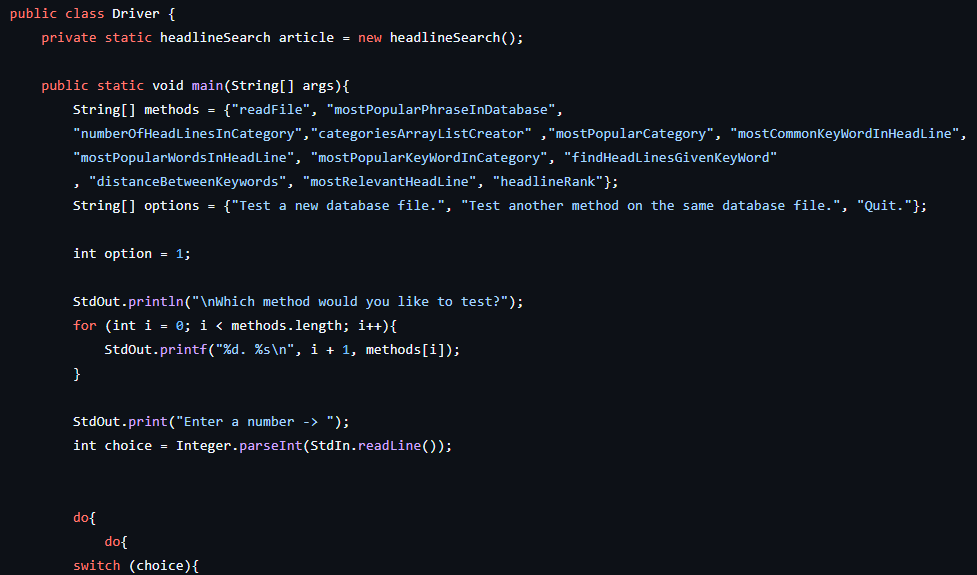 public class Driver {
private static headlineSearch article = new headlineSearch();
public static void main(String[] args){
String[] methods = {"readFile", "mostPopularPhraseInDatabase",
"numberOfHeadLinesInCategory","categoriesArrayListCreator" ,"mostPopularCategory", "mostCommonKeyWordInHeadLine",
"mostPopularWordsInHeadLine", "mostPopularKeyWordInCategory", "findHeadLinesGivenKeyWord"
, "distanceBetweenKeywords", "mostRelevantHeadLine", "headlineRank"};
String[] options = {"Test a new database file.", "Test another method on the same database file.", "Quit."};
int option = 1;
StdOut.println("\nWhich method would you like to test?");
for (int i = 0; i < methods.length; i++){
StdOut.printf("%d. %s\n", i + 1, methods[i]);
}
StdOut.print("Enter a number -> ");
int choice = Integer.parseInt(StdIn.readLine());
do{
do{
switch (choice){